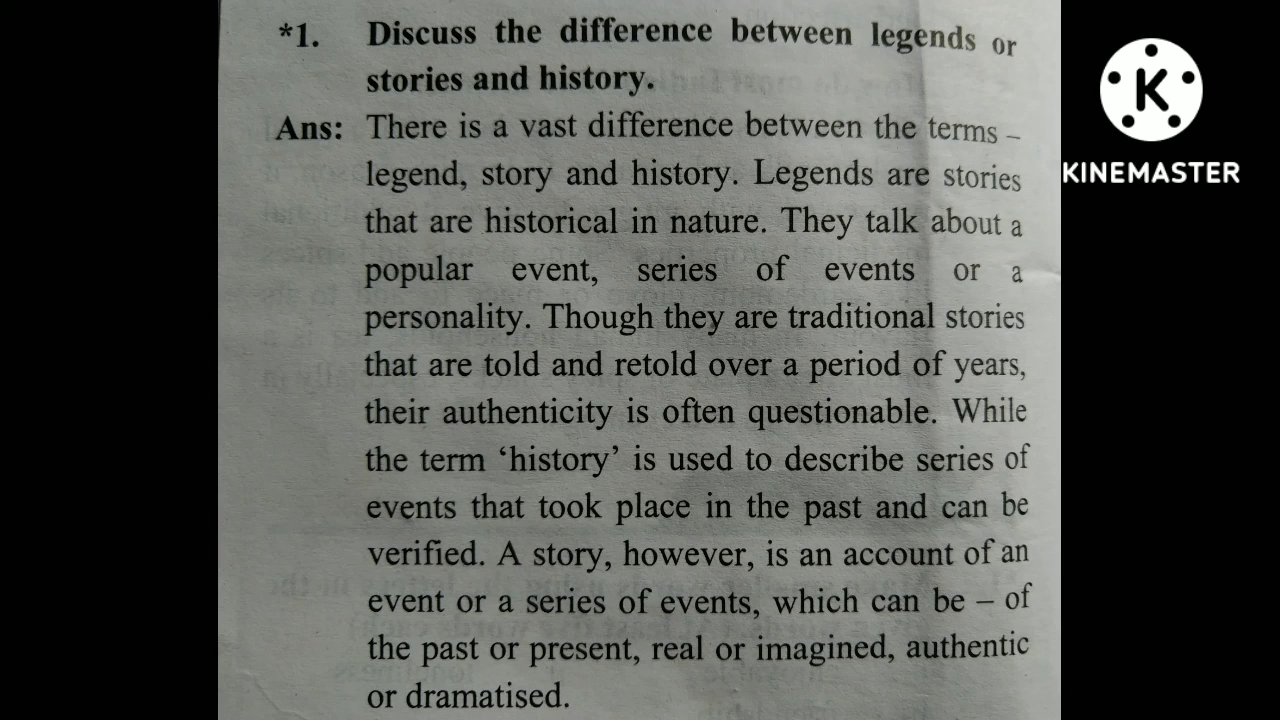 *1. Discuss the difference between legends or
stories and history.
Ans: There is a vast difference between the terms –
legend, story and history. Legends are stories
that are historical in nature. They talk about a
popular event, series of events or a
personality. Though they are traditional stories
that are told and retold over a period of years,
their authenticity is often questionable. While
the term ‘history’ is used to describe series of
events that took place in the past and can be
verified. A story, however, is an account of an
event or a series of events, which can be – of
the past or present, real or imagined, authentic
or dramatised.
K
KINEMASTER